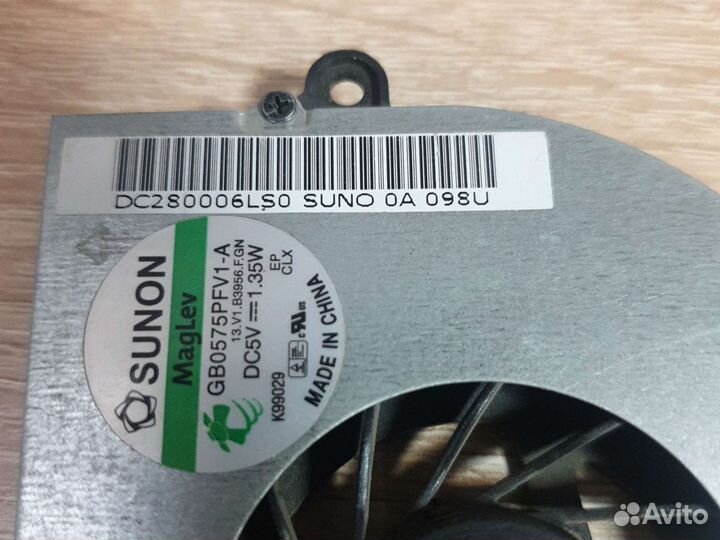 DC280006LS0 SUNO 0A 098U
SUNON
MagLev
GB0575PFV1-A
13.V1.B3956.F.GN
DC5V 1.35W
EP
CLX
K99029
MADE IN CHINA
Avito